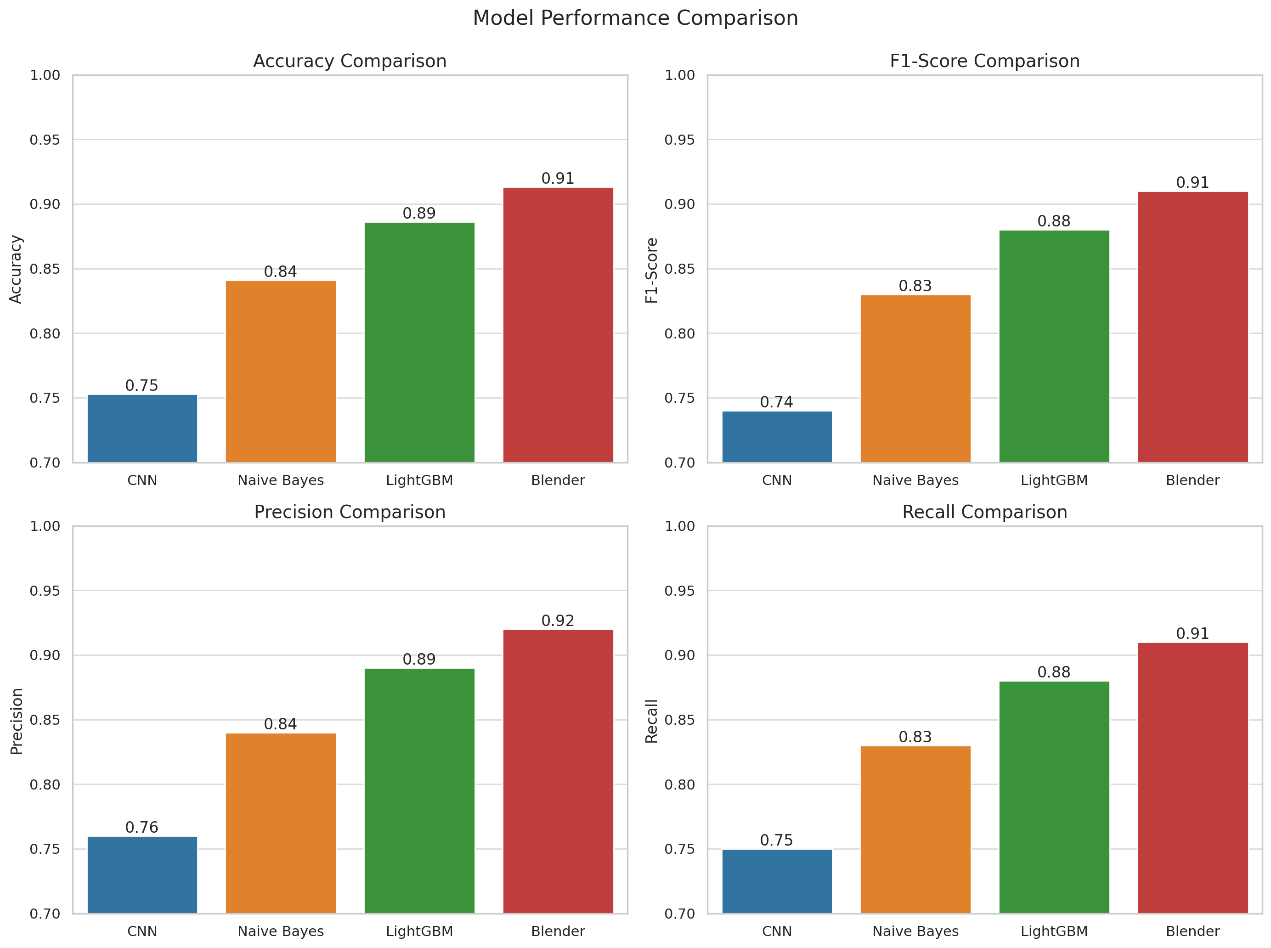 Model Performance Comparison
Accuracy Comparison
1.00
0.95
0.90
0.85
0.80
0.75
0.70
Accuracy
0.75
0.84
0.89
0.91
CNN
Naive Bayes
LightGBM
Blender
F1-Score Comparison
1.00
0.95
0.90
0.85
0.80
0.75
0.70
F1-Score
0.74
0.83
0.88
0.91
CNN
Naive Bayes
LightGBM
Blender
Precision Comparison
1.00
0.95
0.90
0.85
0.80
0.75
0.70
Precision
0.76
0.84
0.89
0.92
CNN
Naive Bayes
LightGBM
Blender
Recall Comparison
1.00
0.95
0.90
0.85
0.80
0.75
0.70
Recall
0.75
0.83
0.88
0.91
CNN
Naive Bayes
LightGBM
Blender